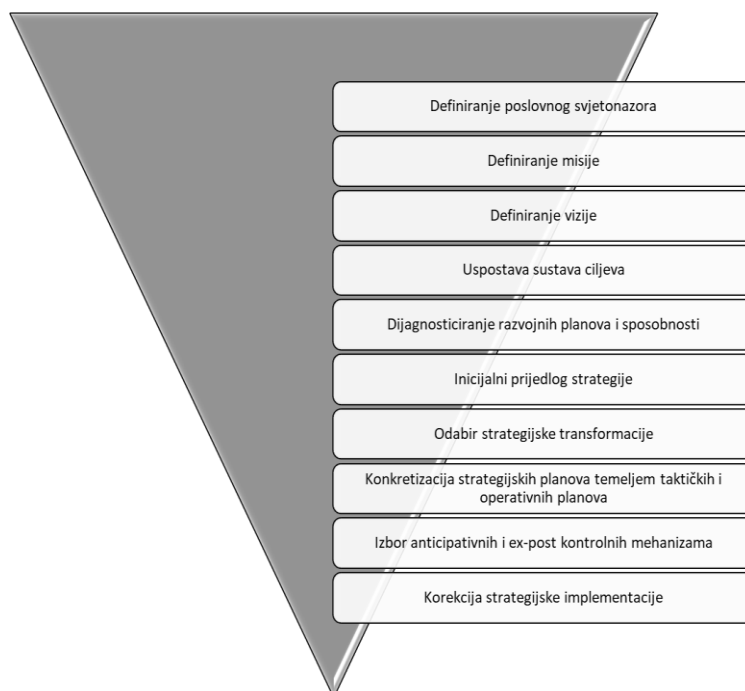 Definiranje poslovnog svjetonazora
Definiranje misije
Definiranje vizije
Uspostava sustava ciljeva
Dijagnosticiranje razvojnih planova i sposobnosti
Inicijalni prijedlog strategije
Odabir strategijske transformacije
Konkretizacija strategijskih planova temeljem taktičkih i
operativnih planova
Izbor anticipativnih i ex-post kontrolnih mehanizama
Korekcija strategijske implementacije